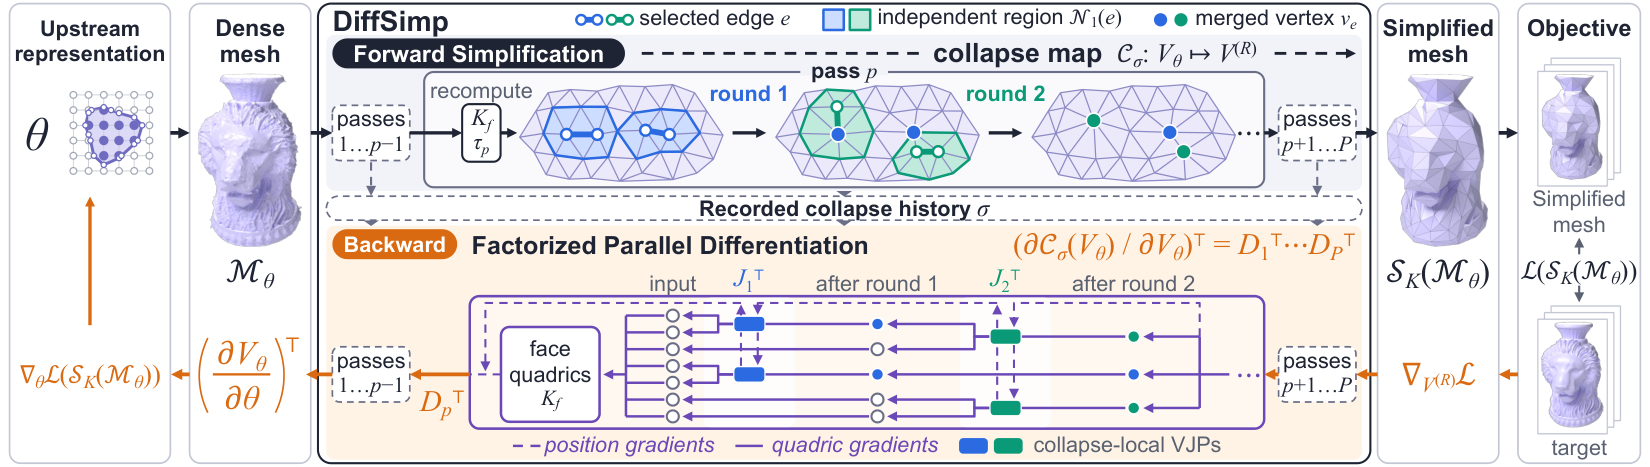 Upstream
representation
θ
∇θℒ(𝒮K(ℳθ))
Dense
mesh
ℳθ
(∂Vθ / ∂θ)⊤
DiffSimp
selected edge e
independent region 𝒩1(e)
merged vertex ve
Forward Simplification
collapse map 𝒞σ: Vθ ↦ V(R)
pass p
passes
1…p−1
recompute
Kf
τp
round 1
round 2
passes
p+1…P
Recorded collapse history σ
Backward
Factorized Parallel Differentiation
(∂𝒞σ(Vθ) / ∂Vθ)⊤ = D1⊤⋯DP⊤
input
J1⊤
after round 1
J2⊤
after round 2
passes
1…p−1
Dp⊤
face
quadrics
Kf
passes
p+1…P
position gradients
quadric gradients
collapse-local VJPs
Simplified
mesh
𝒮K(ℳθ)
∇V(R)ℒ
Objective
Simplified
mesh
ℒ(𝒮K(ℳθ))
target